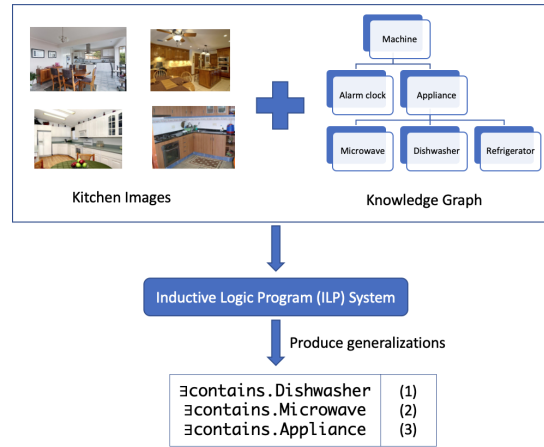 Machine
Alarm clock
Appliance
Microwave
Dishwasher
Refrigerator
Kitchen Images
Knowledge Graph
Inductive Logic Program (ILP) System
Produce generalizations
∃contains.Dishwasher (1)
∃contains.Microwave (2)
∃contains.Appliance (3)